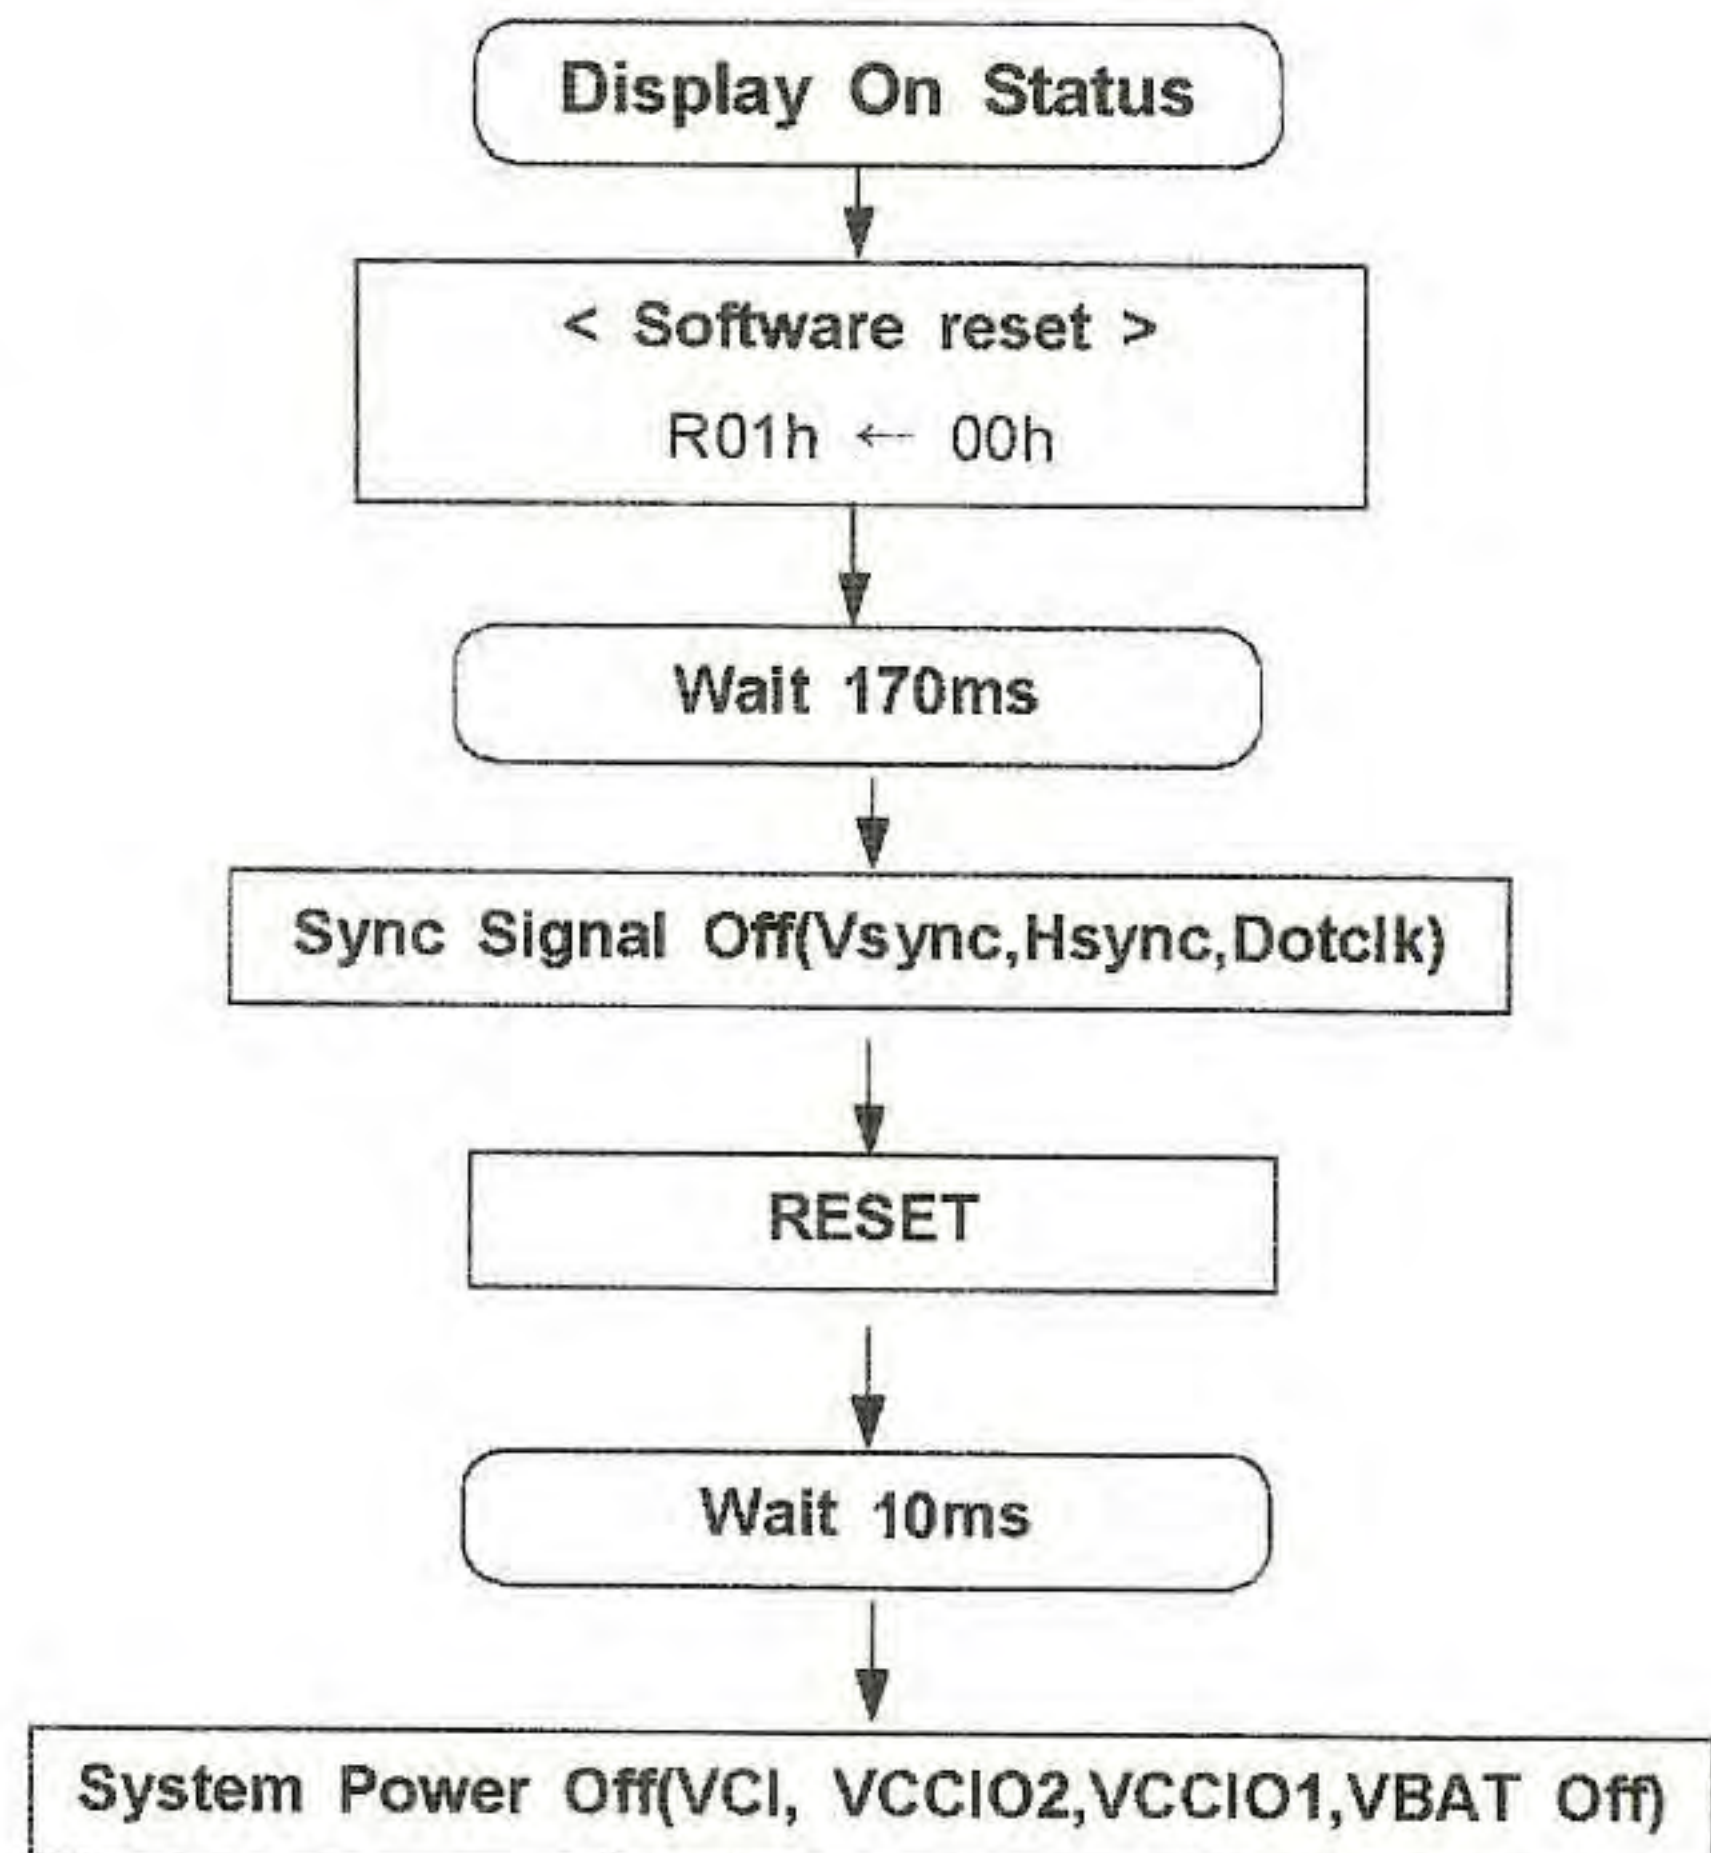 Display On Status
< Software reset >
R01h ← 00h
Wait 170ms
Sync Signal Off(Vsync,Hsync,Dotclk)
RESET
Wait 10ms
System Power Off(VCI, VCCIO2,VCCIO1,VBAT Off)